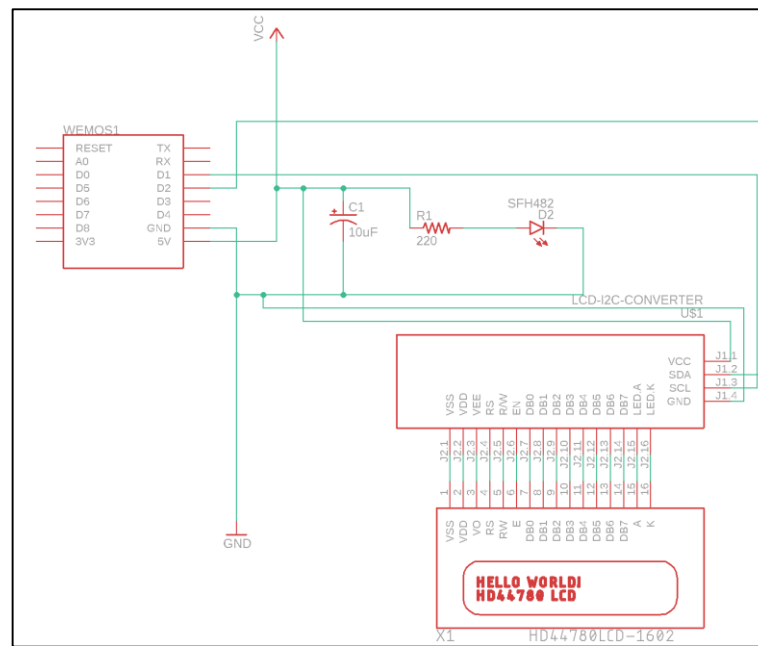 VCC
WEMOS1
RESET TX
A0 RX
D0 D1
D5 D2
D6 D3
D7 D4
D8 GND
3V3 5V
C1
10uF
R1
220
SFH482
D2
LCD-I2C-CONVERTER
U$1
VCC J1.1
SDA J1.2
SCL J1.3
GND J1.4
VSS VDD VEE RS R/W EN DB0 DB1 DB2 DB3 DB4 DB5 DB6 DB7 LED.A LED.K
J2.1 J2.2 J2.3 J2.4 J2.5 J2.6 J2.7 J2.8 J2.9 J2.10 J2.11 J2.12 J2.13 J2.14 J2.15 J2.16
1 2 3 4 5 6 7 8 9 10 11 12 13 14 15 16
VSS VDD VO RS RW E DB0 DB1 DB2 DB3 DB4 DB5 DB6 DB7 A K
GND
HELLO WORLD!
HD44780 LCD
X1 HD44780LCD-1602